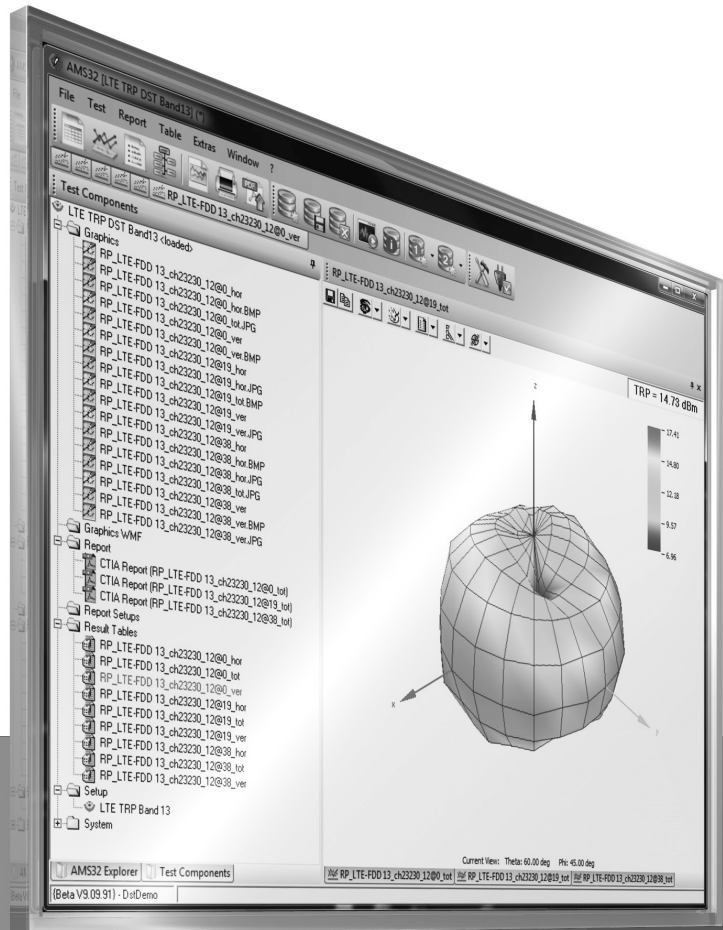 AMS32 [LTE TRP DST Band13] (*)
File Test Report Table Extras Window ?
RP_LTE-FDD 13_ch23230_12@0_ver
Test Components
LTE TRP DST Band13 <loaded>
Graphics
RP_LTE-FDD 13_ch23230_12@0_hor
RP_LTE-FDD 13_ch23230_12@0_hor.BMP
RP_LTE-FDD 13_ch23230_12@0_tot.JPG
RP_LTE-FDD 13_ch23230_12@0_ver
RP_LTE-FDD 13_ch23230_12@0_ver.BMP
RP_LTE-FDD 13_ch23230_12@19_hor
RP_LTE-FDD 13_ch23230_12@19_hor.JPG
RP_LTE-FDD 13_ch23230_12@19_tot.BMP
RP_LTE-FDD 13_ch23230_12@19_ver
RP_LTE-FDD 13_ch23230_12@19_ver.JPG
RP_LTE-FDD 13_ch23230_12@38_hor
RP_LTE-FDD 13_ch23230_12@38_hor.BMP
RP_LTE-FDD 13_ch23230_12@38_hor.JPG
RP_LTE-FDD 13_ch23230_12@38_tot.JPG
RP_LTE-FDD 13_ch23230_12@38_ver
RP_LTE-FDD 13_ch23230_12@38_ver.BMP
RP_LTE-FDD 13_ch23230_12@38_ver.JPG
Graphics WMF
Report
CTIA Report (RP_LTE-FDD 13_ch23230_12@0_tot)
CTIA Report (RP_LTE-FDD 13_ch23230_12@19_tot)
CTIA Report (RP_LTE-FDD 13_ch23230_12@38_tot)
Report Setups
Result Tables
RP_LTE-FDD 13_ch23230_12@0_hor
RP_LTE-FDD 13_ch23230_12@0_tot
RP_LTE-FDD 13_ch23230_12@0_ver
RP_LTE-FDD 13_ch23230_12@19_hor
RP_LTE-FDD 13_ch23230_12@19_tot
RP_LTE-FDD 13_ch23230_12@19_ver
RP_LTE-FDD 13_ch23230_12@38_hor
RP_LTE-FDD 13_ch23230_12@38_tot
RP_LTE-FDD 13_ch23230_12@38_ver
Setup
LTE TRP Band 13
System
AMS32 Explorer Test Components
(Beta V9.09.91) - DstDemo
RP_LTE-FDD 13_ch23230_12@19_tot
TRP = 14.73 dBm
17.41
14.80
12.18
9.57
6.96
z
x
Current View: Theta: 60.00 deg Phi: 45.00 deg
RP_LTE-FDD 13_ch23230_12@0_tot RP_LTE-FDD 13_ch23230_12@19_tot RP_LTE-FDD 13_ch23230_12@38_tot